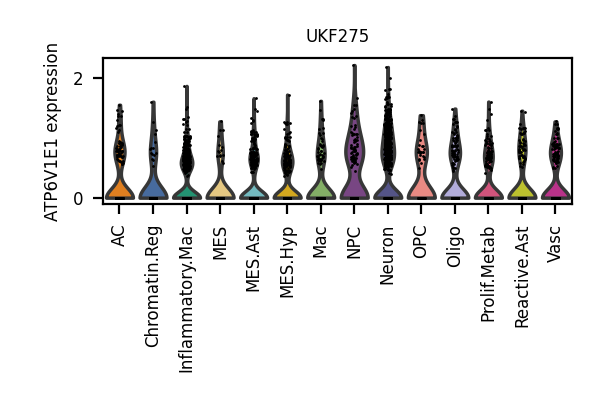 UKF275
ATP6V1E1 expression
2
0
AC
Chromatin.Reg
Inflammatory.Mac
MES
MES.Ast
MES.Hyp
Mac
NPC
Neuron
OPC
Oligo
Prolif.Metab
Reactive.Ast
Vasc